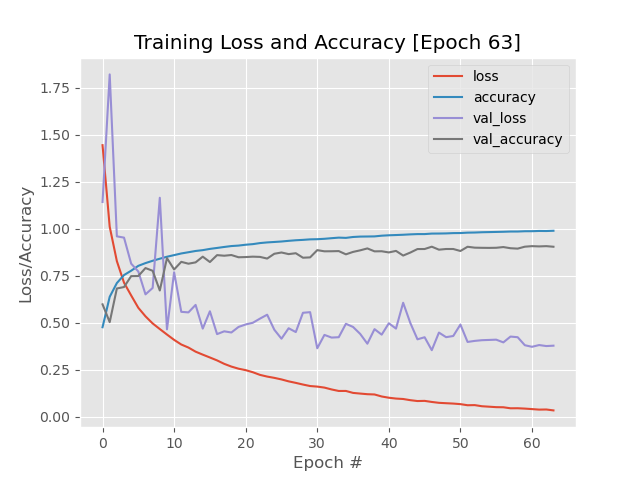 Training Loss and Accuracy [Epoch 63]
loss
accuracy
val_loss
val_accuracy
1.75
1.50
1.25
1.00
0.75
0.50
0.25
0.00
Loss/Accuracy
0 10 20 30 40 50 60
Epoch #